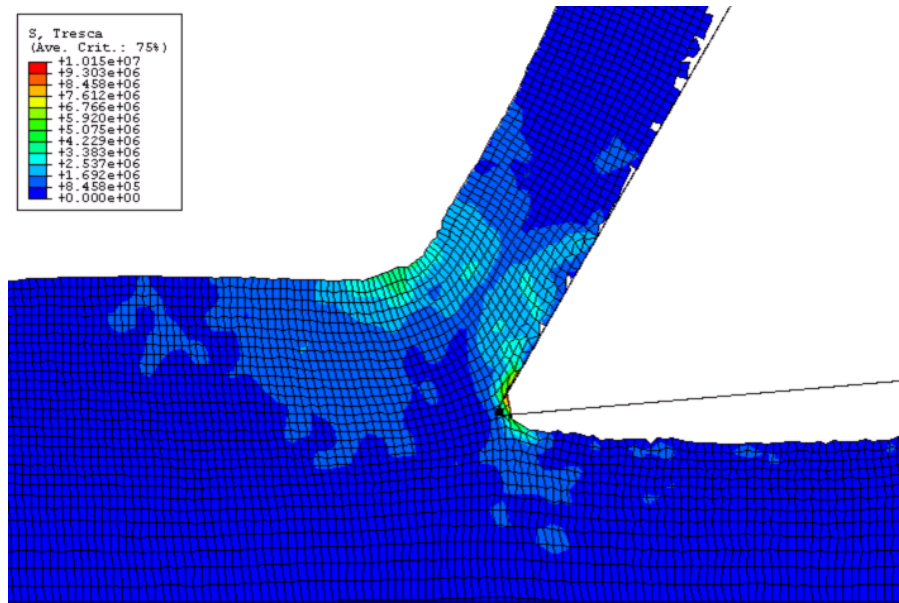 S, Tresca
(Ave. Crit.: 75%)
+1.015e+07
+9.303e+06
+8.458e+06
+7.612e+06
+6.766e+06
+5.920e+06
+5.075e+06
+4.229e+06
+3.383e+06
+2.537e+06
+1.692e+06
+8.458e+05
+0.000e+00